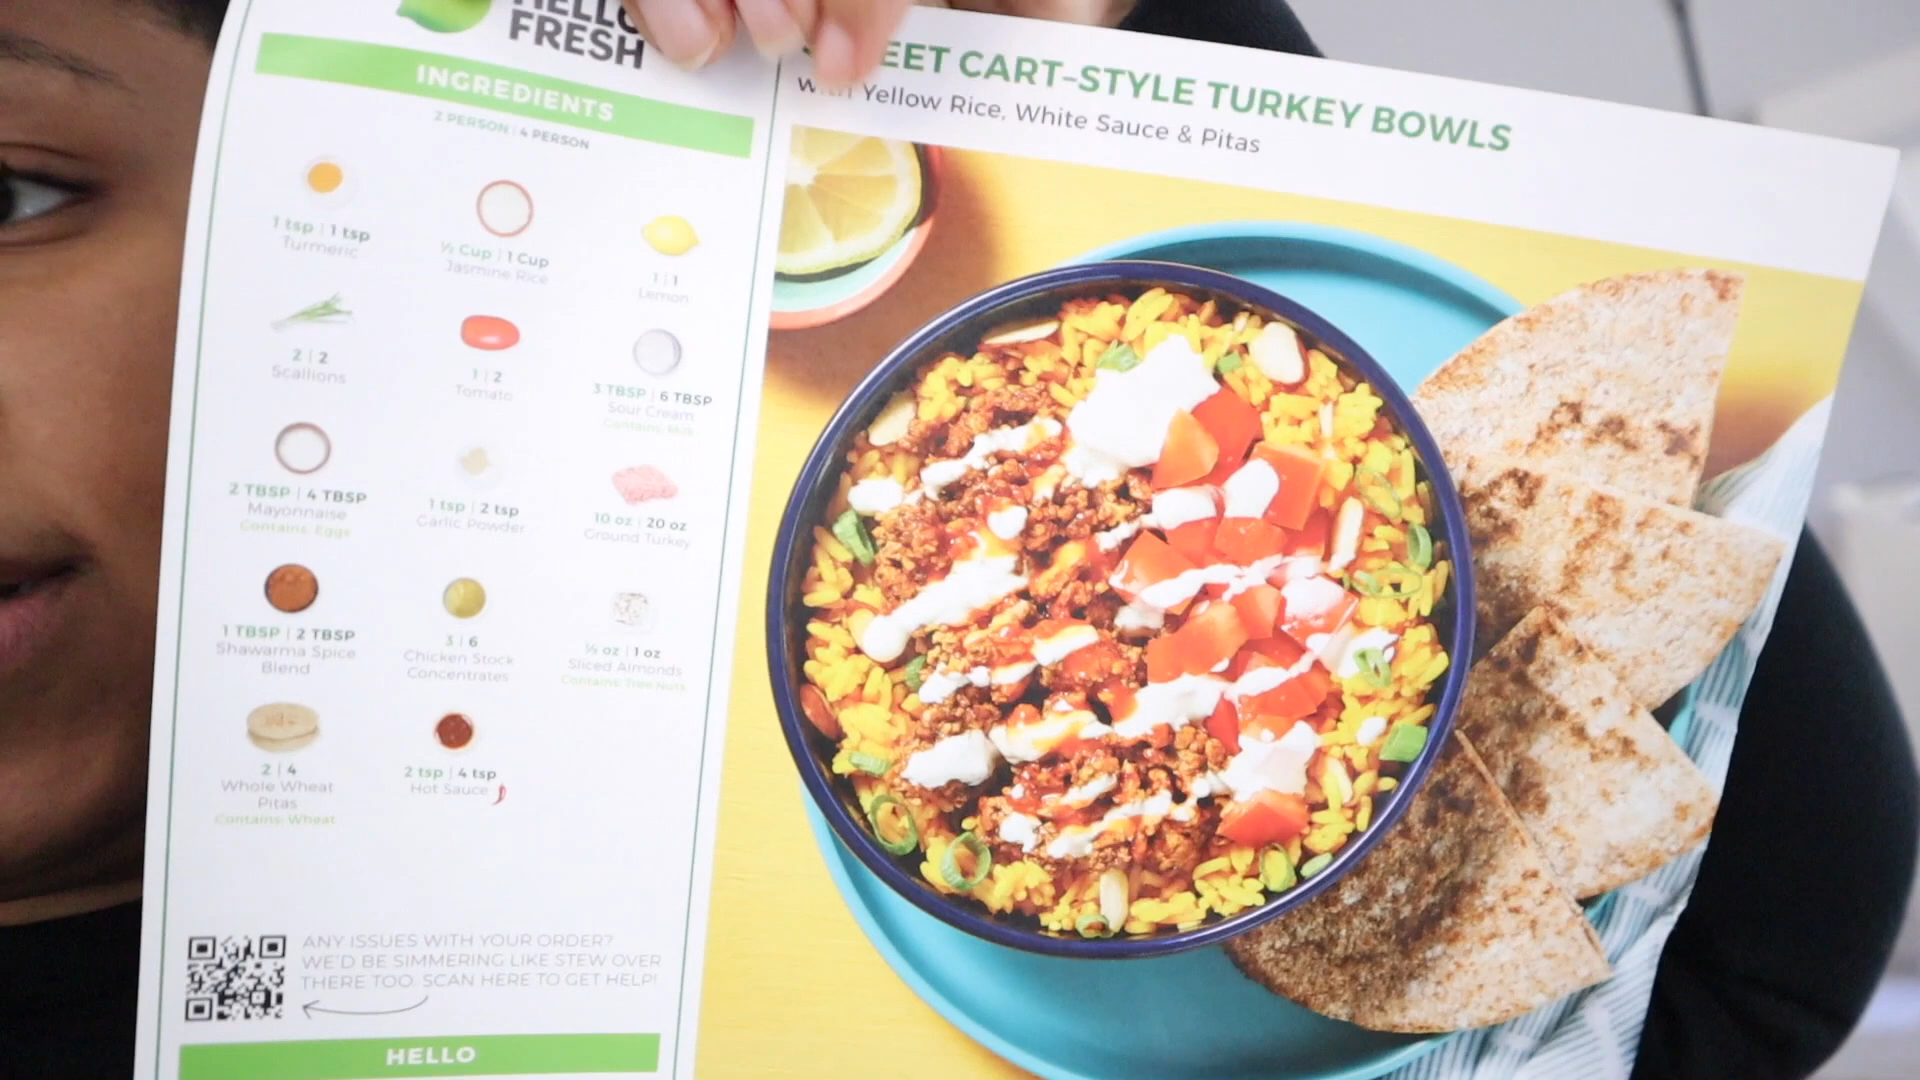 HELLO
FRESH
INGREDIENTS
2 PERSON | 4 PERSON
1 tsp | 1 tsp
Turmeric
½ Cup | 1 Cup
Jasmine Rice
1 | 1
Lemon
2 | 2
Scallions
1 | 2
Tomato
3 TBSP | 6 TBSP
Sour Cream
Contains: Milk
2 TBSP | 4 TBSP
Mayonnaise
Contains: Eggs
1 tsp | 2 tsp
Garlic Powder
10 oz | 20 oz
Ground Turkey
1 TBSP | 2 TBSP
Shawarma Spice
Blend
3 | 6
Chicken Stock
Concentrates
½ oz | 1 oz
Sliced Almonds
Contains: Tree Nuts
2 | 4
Whole Wheat
Pitas
Contains: Wheat
2 tsp | 4 tsp
Hot Sauce
ANY ISSUES WITH YOUR ORDER?
WE'D BE SIMMERING LIKE STEW OVER
THERE TOO. SCAN HERE TO GET HELP!
HELLO
EET CART-STYLE TURKEY BOWLS
with Yellow Rice, White Sauce & Pitas